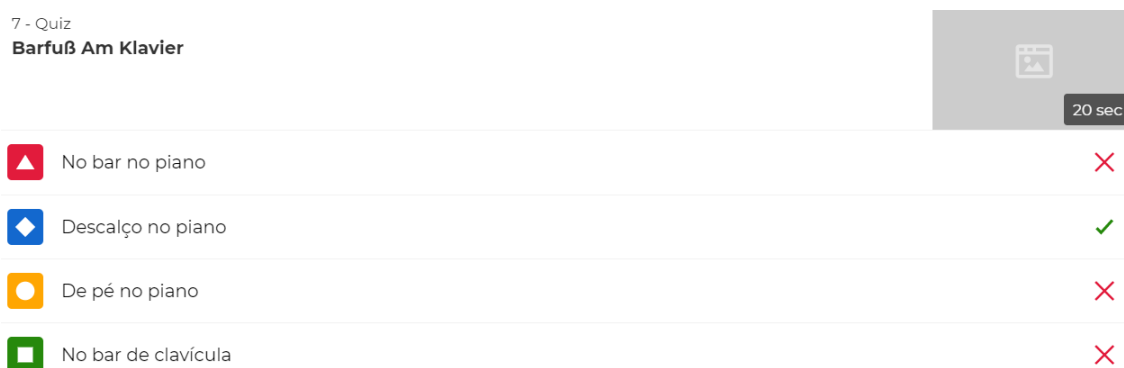 7 - Quiz
Barfuß Am Klavier
20 sec
No bar no piano
Descalço no piano
De pé no piano
No bar de clavícula